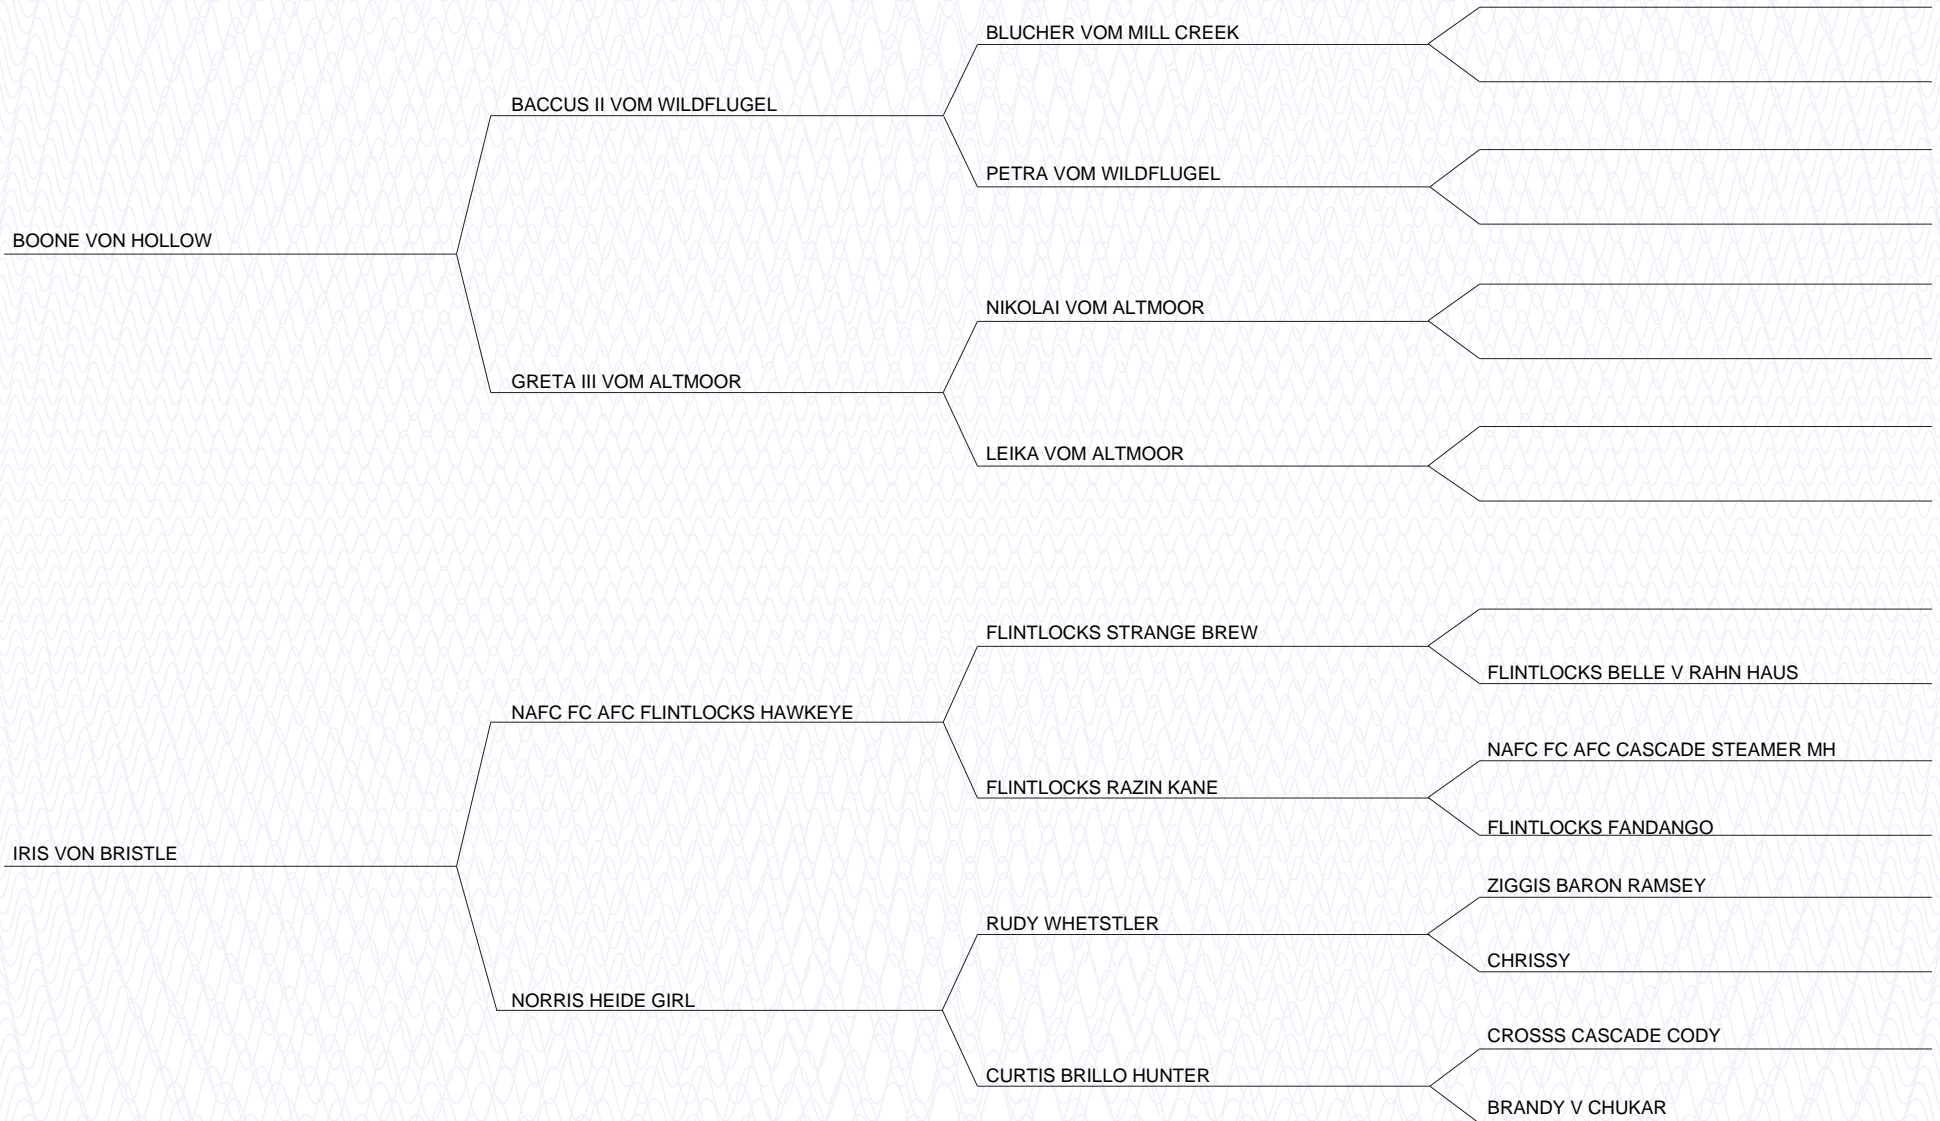 BLUCHER VOM MILL CREEK
BACCUS II VOM WILDFLUGEL
PETRA VOM WILDFLUGEL
BOONE VON HOLLOW
NIKOLAI VOM ALTMOOR
GRETA III VOM ALTMOOR
LEIKA VOM ALTMOOR
FLINTLOCKS STRANGE BREW
FLINTLOCKS BELLE V RAHN HAUS
NAFC FC AFC FLINTLOCKS HAWKEYE
NAFC FC AFC CASCADE STEAMER MH
FLINTLOCKS RAZIN KANE
FLINTLOCKS FANDANGO
IRIS VON BRISTLE
ZIGGIS BARON RAMSEY
RUDY WHETSTLER
CHRISSY
NORRIS HEIDE GIRL
CROSSS CASCADE CODY
CURTIS BRILLO HUNTER
BRANDY V CHUKAR